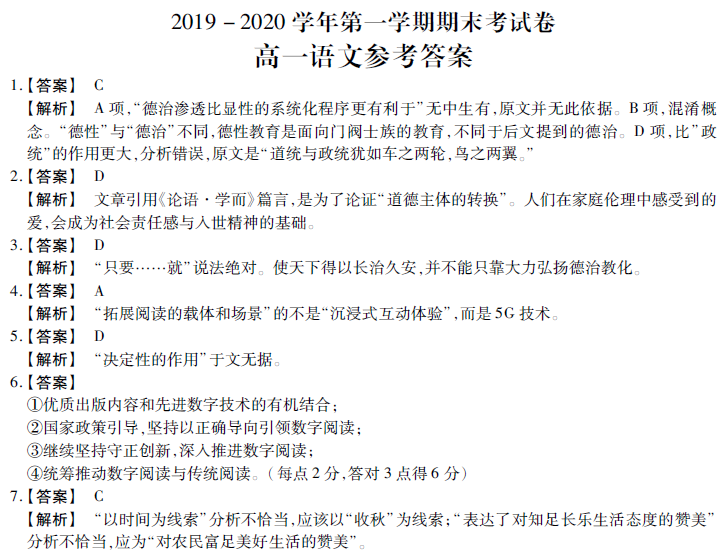 2019－2020 学年第一学期期末考试卷
高一语文参考答案
1.【答案】 C
【解析】 A 项,“德治渗透比显性的系统化程序更有利于”无中生有,原文并无此依据。B 项,混淆概
念。“德性”与“德治”不同,德性教育是面向门阀士族的教育,不同于后文提到的德治。D 项,比”政
统”的作用更大,分析错误,原文是“道统与政统犹如车之两轮,鸟之两翼。”
2.【答案】 D
【解析】 文章引用《论语·学而》篇言,是为了论证“道德主体的转换”。人们在家庭伦理中感受到的
爱,会成为社会责任感与入世精神的基础。
3.【答案】 D
【解析】 “只要……就”说法绝对。使天下得以长治久安,并不能只靠大力弘扬德治教化。
4.【答案】 A
【解析】 “拓展阅读的载体和场景”的不是“沉浸式互动体验”,而是 5G 技术。
5.【答案】 D
【解析】 “决定性的作用”于文无据。
6.【答案】
①优质出版内容和先进数字技术的有机结合;
②国家政策引导,坚持以正确导向引领数字阅读;
③继续坚持守正创新,深入推进数字阅读;
④统筹推动数字阅读与传统阅读。(每点 2 分,答对 3 点得 6 分)
7.【答案】 C
【解析】 “以时间为线索”分析不恰当,应该以“收秋”为线索;“表达了对知足长乐生活态度的赞美”
分析不恰当,应为“对农民富足美好生活的赞美”。